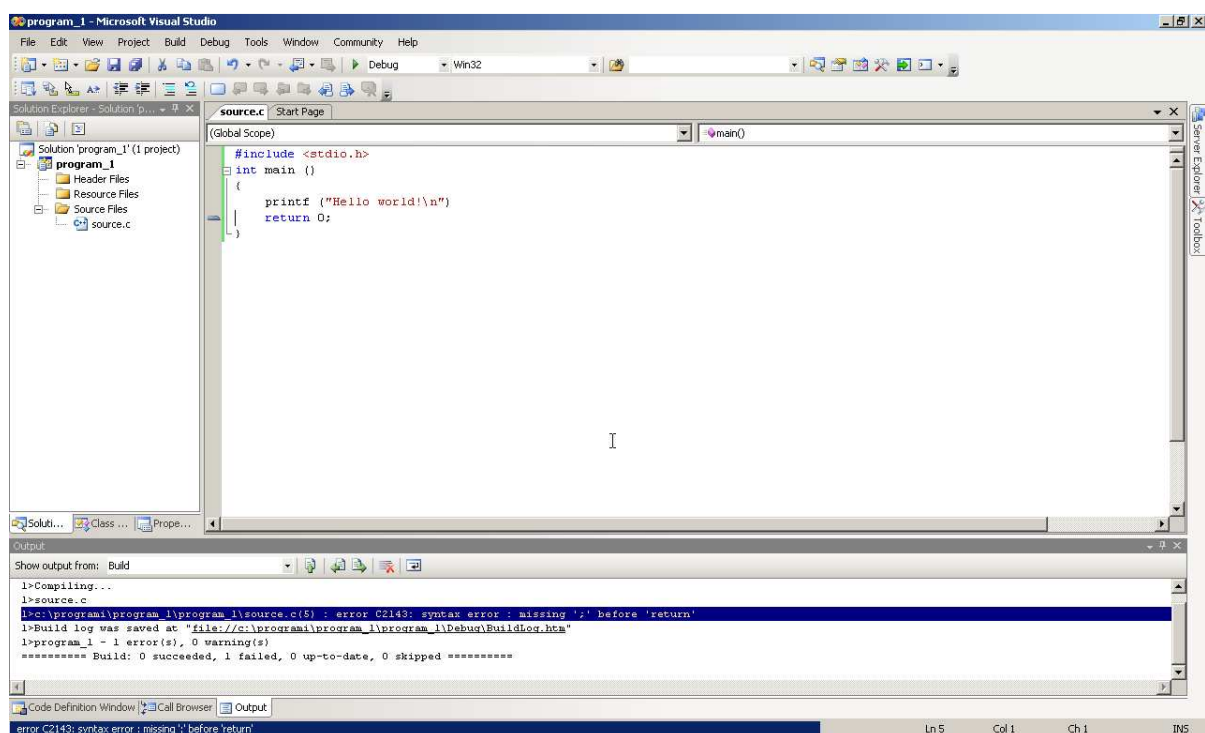 program_1 - Microsoft Visual Studio
File Edit View Project Build Debug Tools Window Community Help
Debug Win32
Solution Explorer - Solution 'p...
source.c Start Page
(Global Scope) main()
Solution 'program_1' (1 project)
program_1
Header Files
Resource Files
Source Files
source.c
#include <stdio.h>
int main ()
{
printf ("Hello world!\n")
return 0;
}
Server Explorer
Toolbox
Soluti... Class ... Prope...
Output
Show output from: Build
1>Compiling...
1>source.c
1>c:\programi\program_1\program_1\source.c(5) : error C2143: syntax error : missing ';' before 'return'
1>Build log was saved at "file://c:\programi\program_1\program_1\Debug\BuildLog.htm"
1>program_1 - 1 error(s), 0 warning(s)
========== Build: 0 succeeded, 1 failed, 0 up-to-date, 0 skipped ==========
Code Definition Window Call Browser Output
error C2143: syntax error : missing ';' before 'return' Ln 5 Col 1 Ch 1 INS